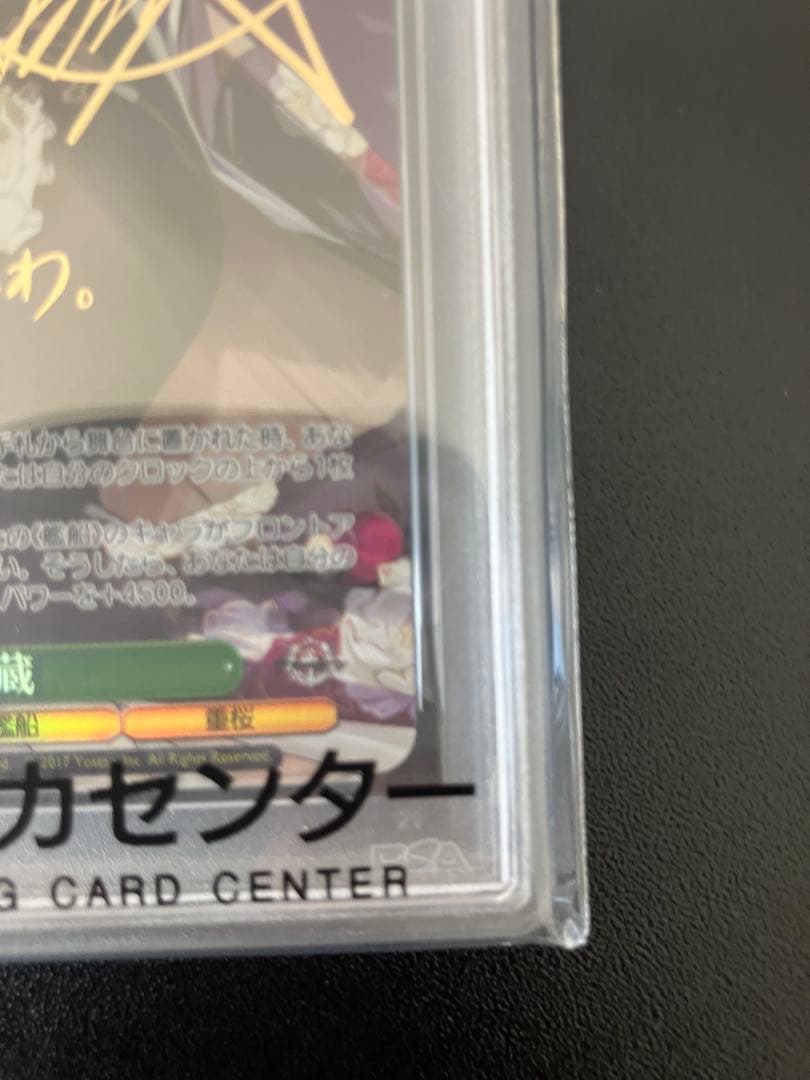 わ。
手札から舞台に置かれた時、あな
たは自分のクロックの上から1枚
の《艦船》のキャラがフロントア
い。そうしたら、あなたは自分の
パワーを+4500。
蔵
艦船 重桜
2017 Yostar, Inc. All Rights Reserved.
カセンター
PSA
G CARD CENTER